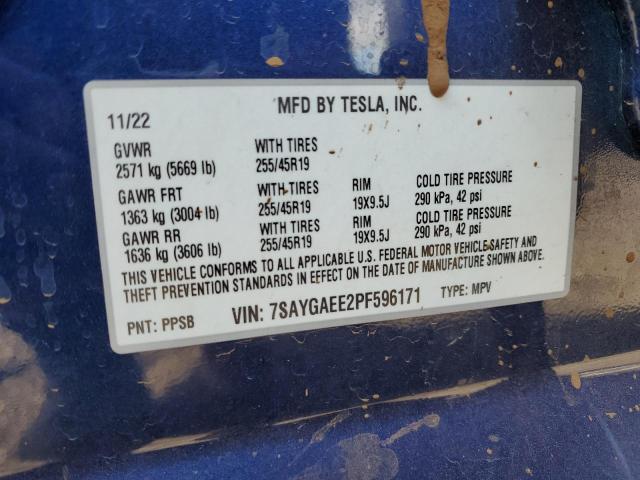 MFD BY TESLA, INC.
11/22
GVWR WITH TIRES
2571 kg (5669 lb) 255/45R19
GAWR FRT WITH TIRES RIM COLD TIRE PRESSURE
1363 kg (3004 lb) 255/45R19 19X9.5J 290 kPa, 42 psi
GAWR RR WITH TIRES RIM COLD TIRE PRESSURE
1636 kg (3606 lb) 255/45R19 19X9.5J 290 kPa, 42 psi
THIS VEHICLE CONFORMS TO ALL APPLICABLE U.S. FEDERAL MOTOR VEHICLE SAFETY AND
THEFT PREVENTION STANDARDS IN EFFECT ON THE DATE OF MANUFACTURE SHOWN ABOVE.
PNT: PPSB VIN: 7SAYGAEE2PF596171 TYPE: MPV